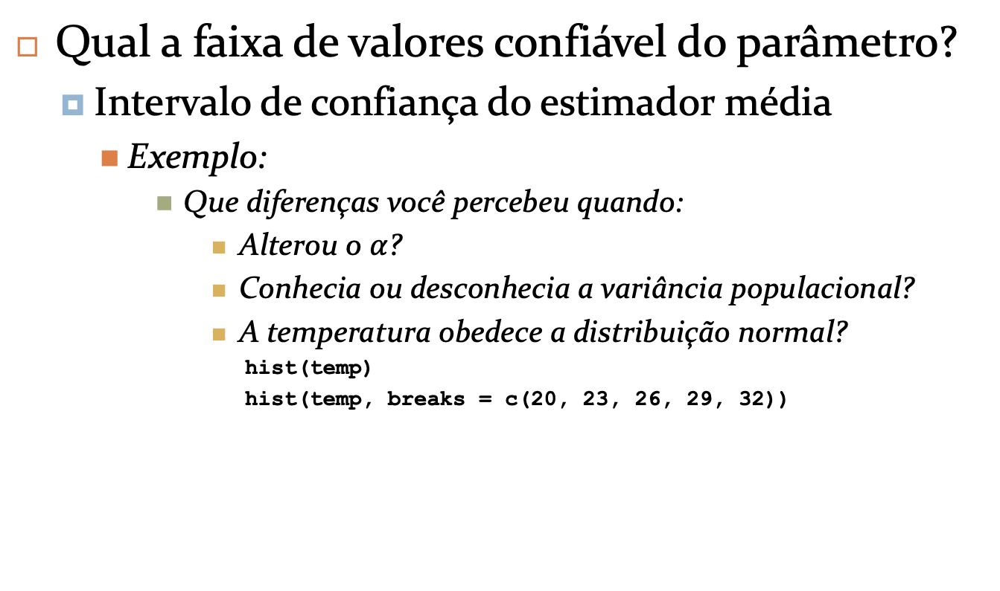 Qual a faixa de valores confiável do parâmetro?
Intervalo de confiança do estimador média
Exemplo:
Que diferenças você percebeu quando:
Alterou o α?
Conhecia ou desconhecia a variância populacional?
A temperatura obedece a distribuição normal?
hist(temp)
hist(temp, breaks = c(20, 23, 26, 29, 32))